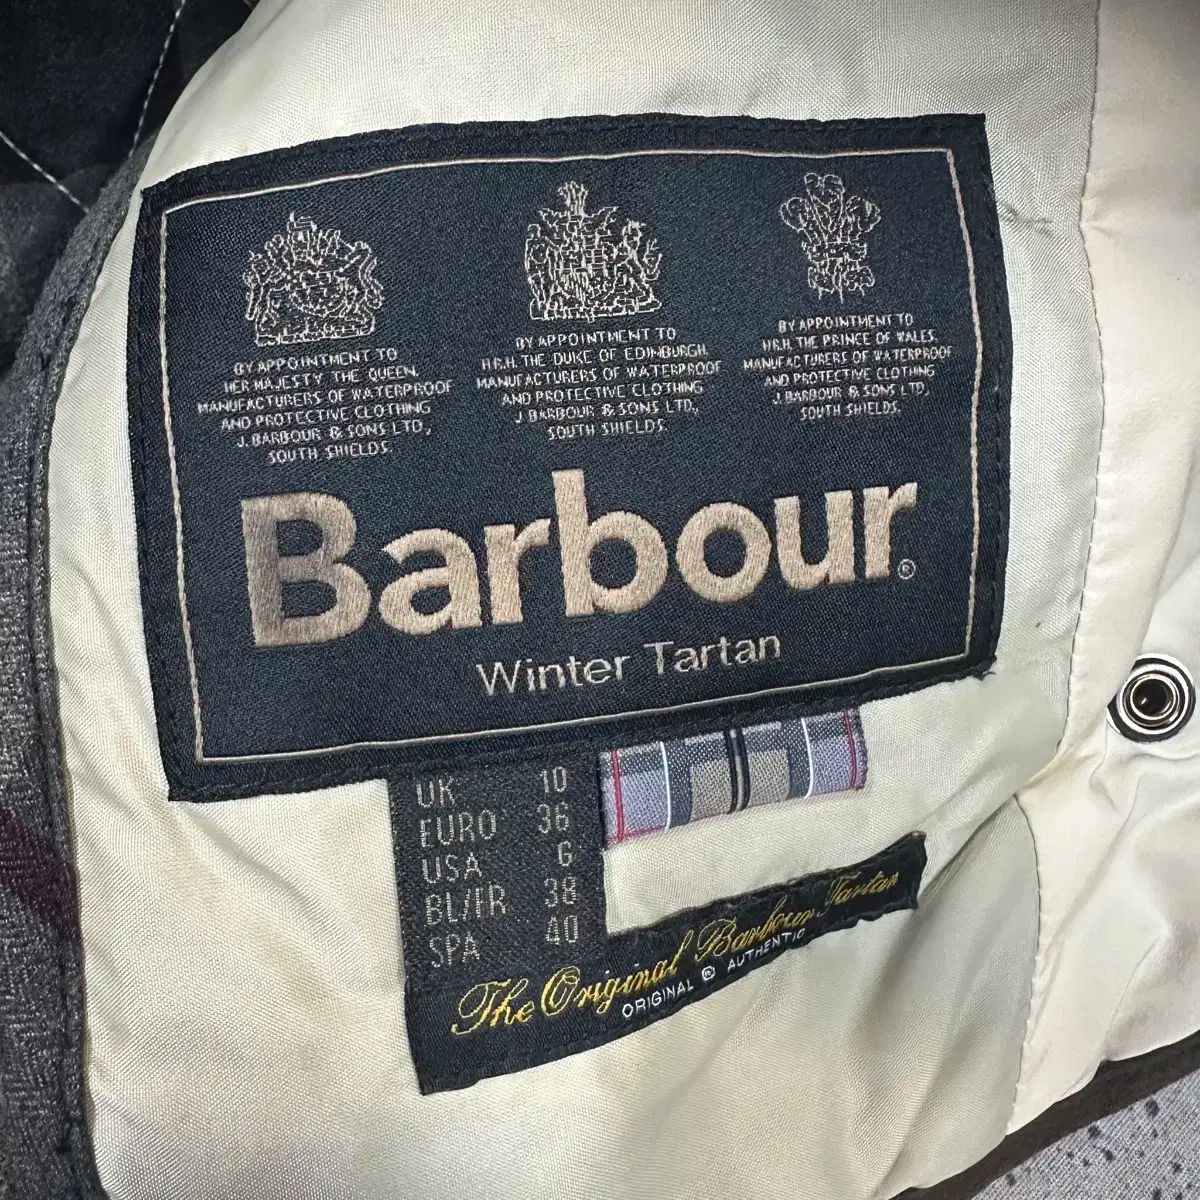 BY APPOINTMENT TO
HER MAJESTY THE QUEEN.
MANUFACTURERS OF WATERPROOF
AND PROTECTIVE CLOTHING
J. BARBOUR & SONS LTD.,
SOUTH SHIELDS.
BY APPOINTMENT TO
H.R.H. THE DUKE OF EDINBURGH.
MANUFACTURERS OF WATERPROOF
AND PROTECTIVE CLOTHING
J. BARBOUR & SONS LTD.,
SOUTH SHIELDS.
BY APPOINTMENT TO
H.R.H. THE PRINCE OF WALES.
MANUFACTURERS OF WATERPROOF
AND PROTECTIVE CLOTHING
J. BARBOUR & SONS LTD.,
SOUTH SHIELDS.
Barbour®
Winter Tartan
UK 10
EURO 36
USA 6
BL/FR 38
SPA 40
The Original Barbour Tartan
ORIGINAL ® AUTHENTIC